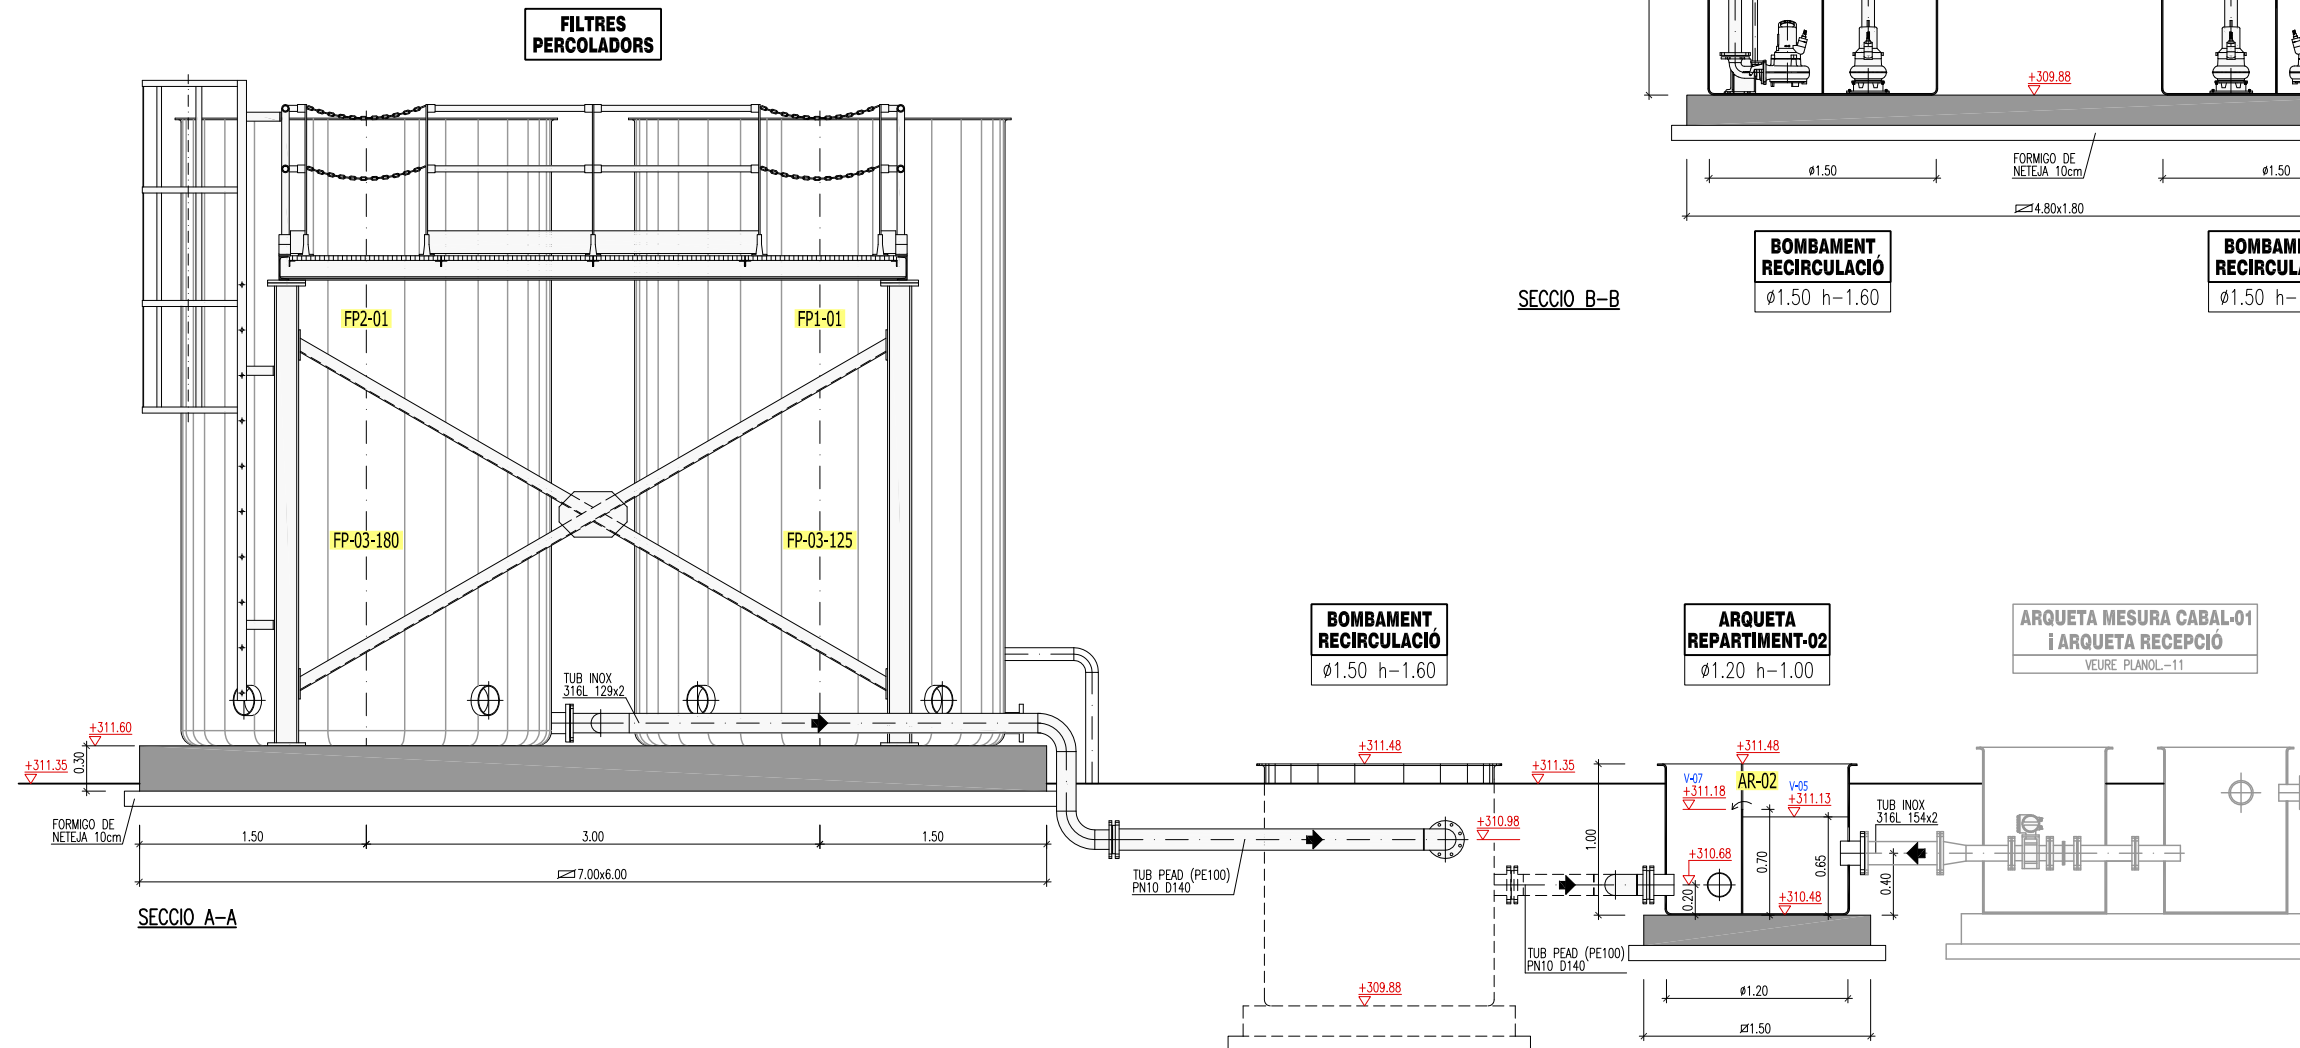 FILTRES
PERCOLADORS
+309.88
FORMIGO DE
NETEJA 10cm
ø1.50
ø1.50
4.80x1.80
BOMBAMENT
RECIRCULACIÓ
ø1.50 h-1.60
ø1.50 h-
SECCIO B-B
FP2-01
FP1-01
FP-03-180
FP-03-125
TUB INOX
316L 129x2
+311.60
+311.35
0.30
FORMIGO DE
NETEJA 10cm
1.50
3.00
1.50
7.00x6.00
SECCIO A-A
BOMBAMENT
RECIRCULACIÓ
ø1.50 h-1.60
+311.48
+311.35
+310.98
TUB PEAD (PE100)
PN10 D140
+309.88
ARQUETA
REPARTIMENT-02
ø1.20 h-1.00
+311.48
V-07
+311.18
AR-02
V-05
+311.13
1.00
+310.68
0.20
0.70
0.65
+310.48
0.40
TUB INOX
316L 154x2
TUB PEAD (PE100)
PN10 D140
ø1.20
1.50
ARQUETA MESURA CABAL-01
i ARQUETA RECEPCIÓ
VEURE PLANOL.-11